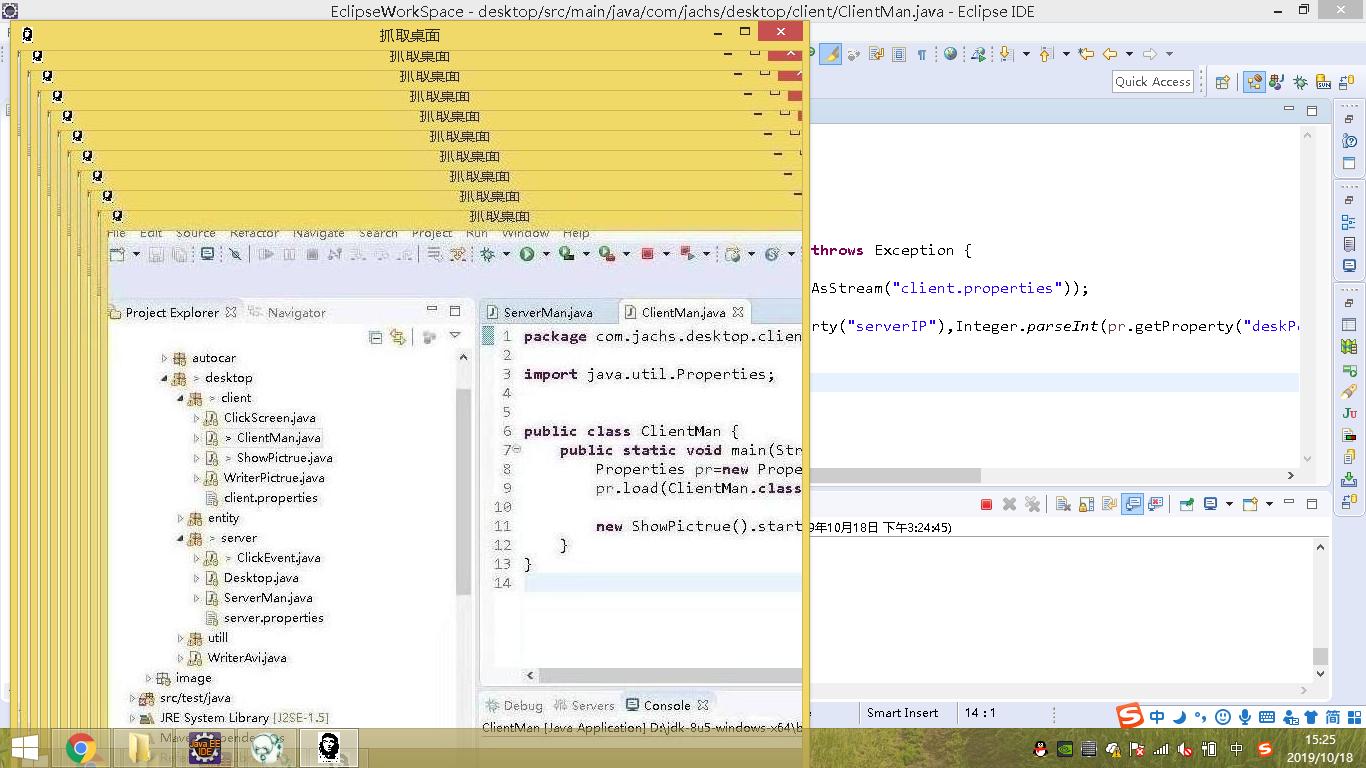 EclipseWorkSpace - desktop/src/main/java/com/jachs/desktop/client/ClientMan.java - Eclipse IDE
抓取桌面
抓取桌面
抓取桌面
抓取桌面
抓取桌面
抓取桌面
抓取桌面
抓取桌面
抓取桌面
抓取桌面
Quick Access
File Edit Source Refactor Navigate Search Project Run Window Help
Project Explorer Navigator
autocar
> desktop
> client
ClickScreen.java
> ClientMan.java
> ShowPictrue.java
WriterPictrue.java
client.properties
entity
> server
> ClickEvent.java
Desktop.java
ServerMan.java
server.properties
utill
WriterAvi.java
image
src/test/java
JRE System Library [J2SE-1.5]
ServerMan.java ClientMan.java
1 package com.jachs.desktop.clien
2
3 import java.util.Properties;
4
5
6 public class ClientMan {
7 public static void main(Str
8 Properties pr=new Prope
9 pr.load(ClientMan.class
10
11 new ShowPictrue().start
12 }
13 }
14
throws Exception {
AsStream("client.properties"));
rty("serverIP"),Integer.parseInt(pr.getProperty("deskP
Debug Servers Console
ClientMan [Java Application] D:\jdk-8u5-windows-x64\b
9年10月18日 下午3:24:45)
Smart Insert 14 : 1
中 简
Java EE
IDE
中
15:25
2019/10/18